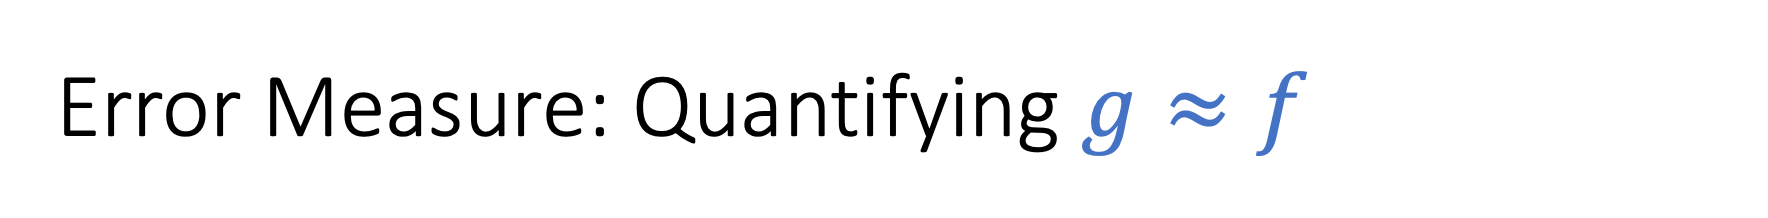 Error Measure: Quantifying g ≈ f